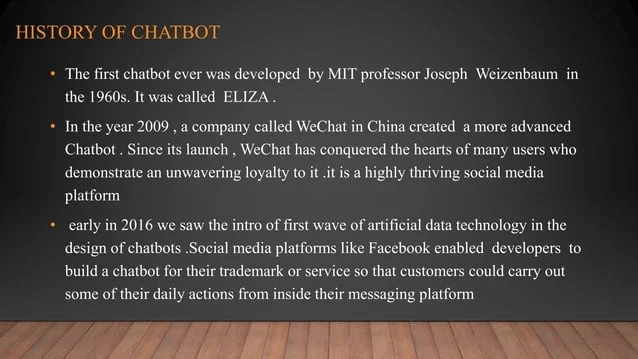 HISTORY OF CHATBOT
• The first chatbot ever was developed by MIT professor Joseph Weizenbaum in
the 1960s. It was called ELIZA .
• In the year 2009 , a company called WeChat in China created a more advanced
Chatbot . Since its launch , WeChat has conquered the hearts of many users who
demonstrate an unwavering loyalty to it .it is a highly thriving social media
platform
• early in 2016 we saw the intro of first wave of artificial data technology in the
design of chatbots .Social media platforms like Facebook enabled developers to
build a chatbot for their trademark or service so that customers could carry out
some of their daily actions from inside their messaging platform